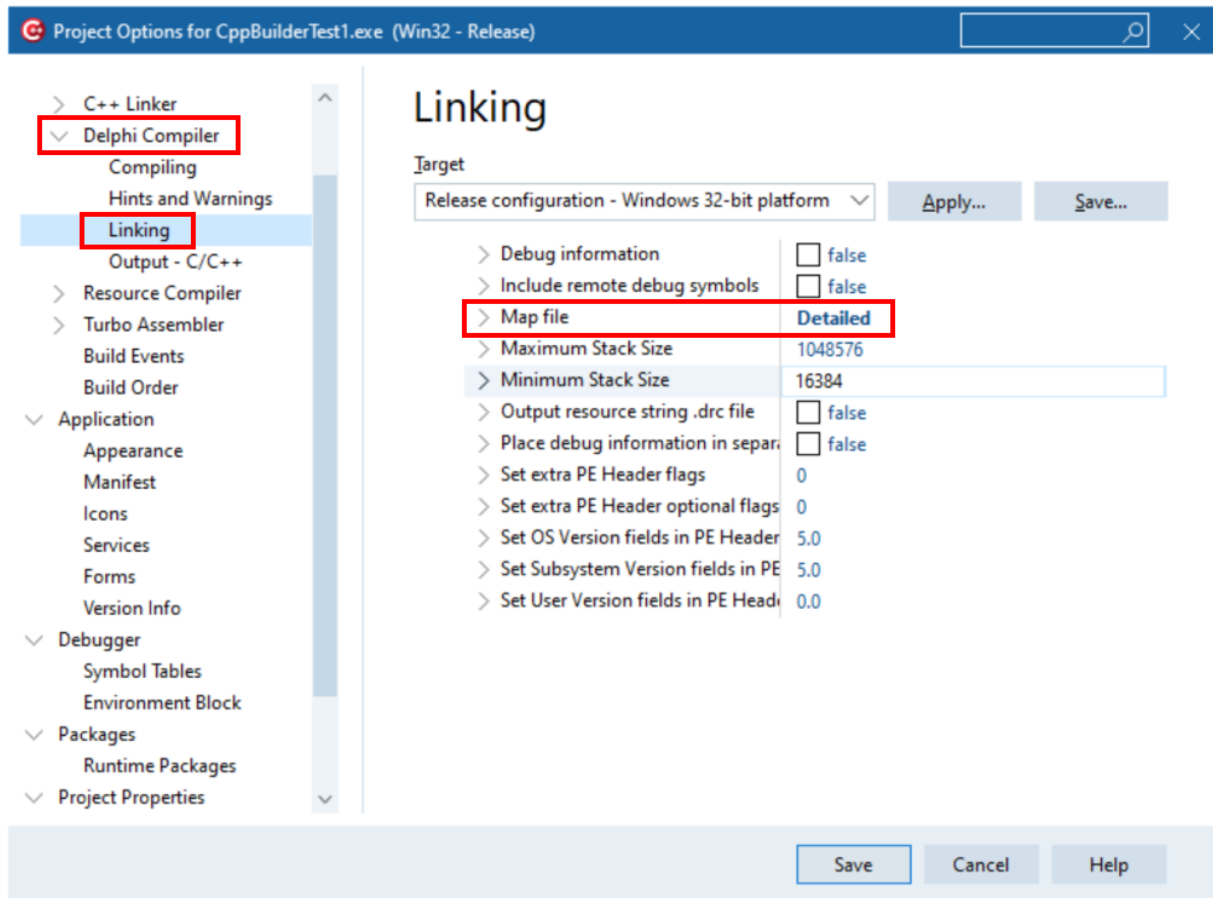 Project Options for CppBuilderTest1.exe (Win32 - Release)
C++ Linker
Delphi Compiler
Compiling
Hints and Warnings
Linking
Output - C/C++
Resource Compiler
Turbo Assembler
Build Events
Build Order
Application
Appearance
Manifest
Icons
Services
Forms
Version Info
Debugger
Symbol Tables
Environment Block
Packages
Runtime Packages
Project Properties
Linking
Target
Release configuration - Windows 32-bit platform
Apply...
Save...
Debug information false
Include remote debug symbols false
Map file Detailed
Maximum Stack Size 1048576
Minimum Stack Size 16384
Output resource string .drc file false
Place debug information in separa false
Set extra PE Header flags 0
Set extra PE Header optional flags 0
Set OS Version fields in PE Header 5.0
Set Subsystem Version fields in PE 5.0
Set User Version fields in PE Head 0.0
Save
Cancel
Help